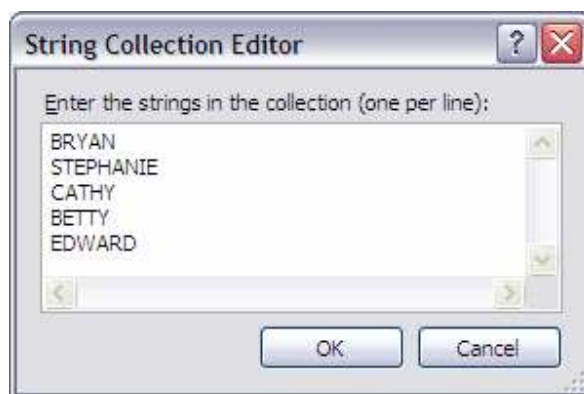 String Collection Editor
Enter the strings in the collection (one per line):
BRYAN
STEPHANIE
CATHY
BETTY
EDWARD
OK
Cancel